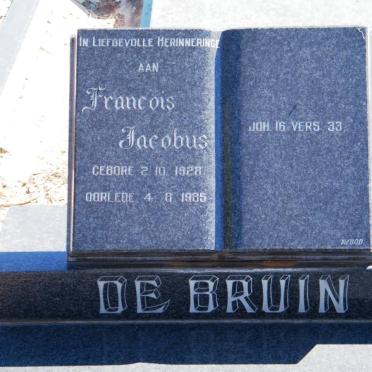 IN LIEFDEVOLLE HERINNERING
AAN
Francois
Jacobus
GEBORE 2. 10. 1928
OORLEDE 4. 8. 1985
JOH. 16 VERS 33.
DE BRUIN